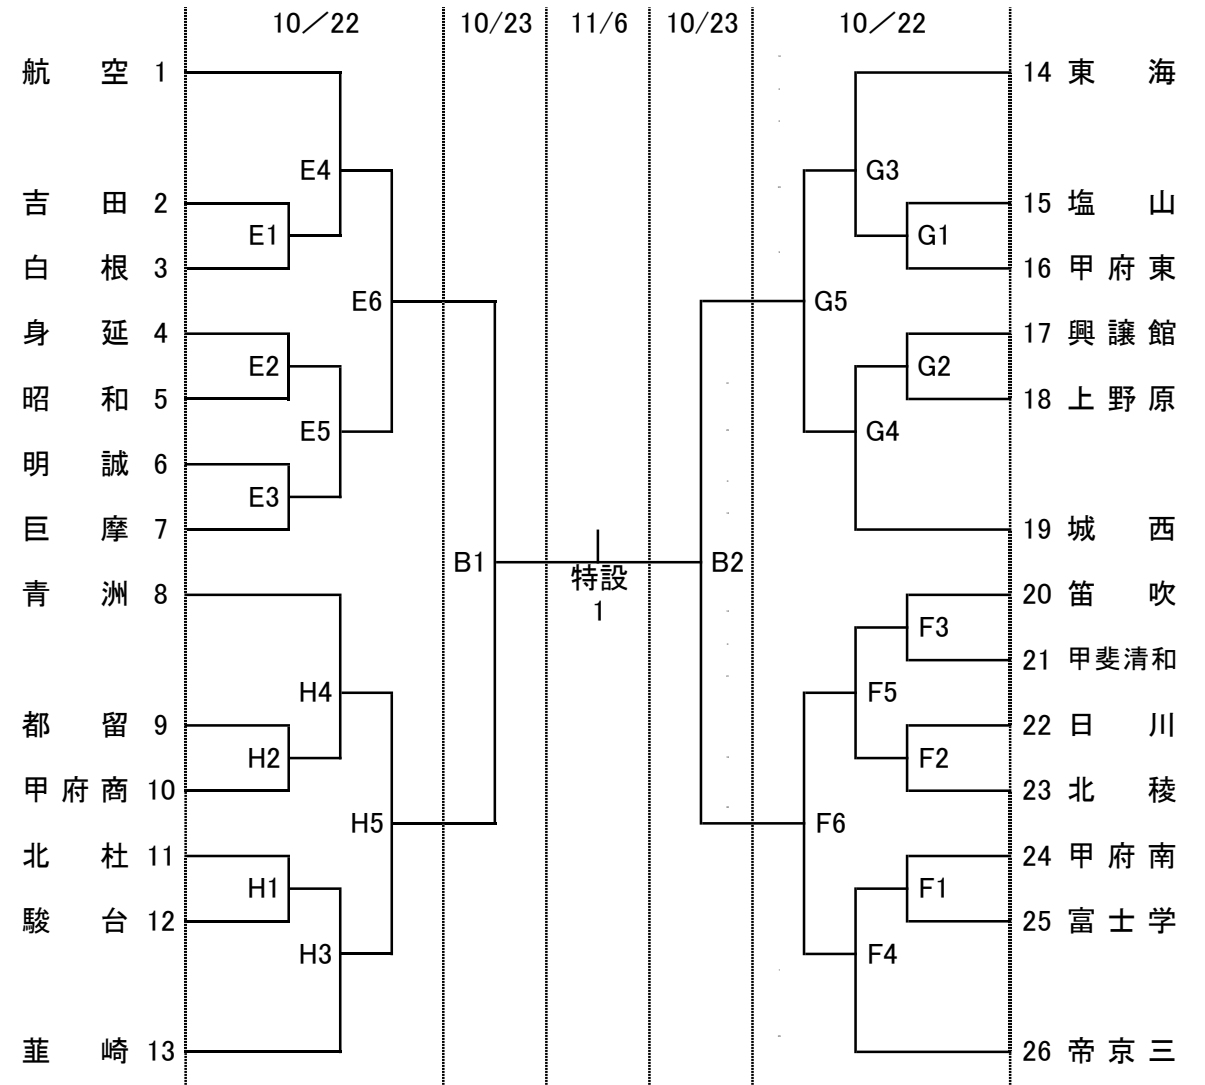 10／22 10/23 11/6 10/23 10／22
航 空 1 14 東 海
E4 G3
吉 田 2 15 塩 山
E1 G1
白 根 3 16 甲府東
E6 G5
身 延 4 17 興譲館
E2 G2
昭 和 5 18 上野原
E5 G4
明 誠 6
E3
巨 摩 7 19 城 西
B1 特設 B2
青 洲 8 1 20 笛 吹
F3
21 甲斐清和
H4 F5
都 留 9 22 日 川
H2 F2
甲府商 10 23 北 稜
H5 F6
北 杜 11 24 甲府南
H1 F1
駿 台 12 25 富士学
H3 F4
韮 崎 13 26 帝京三